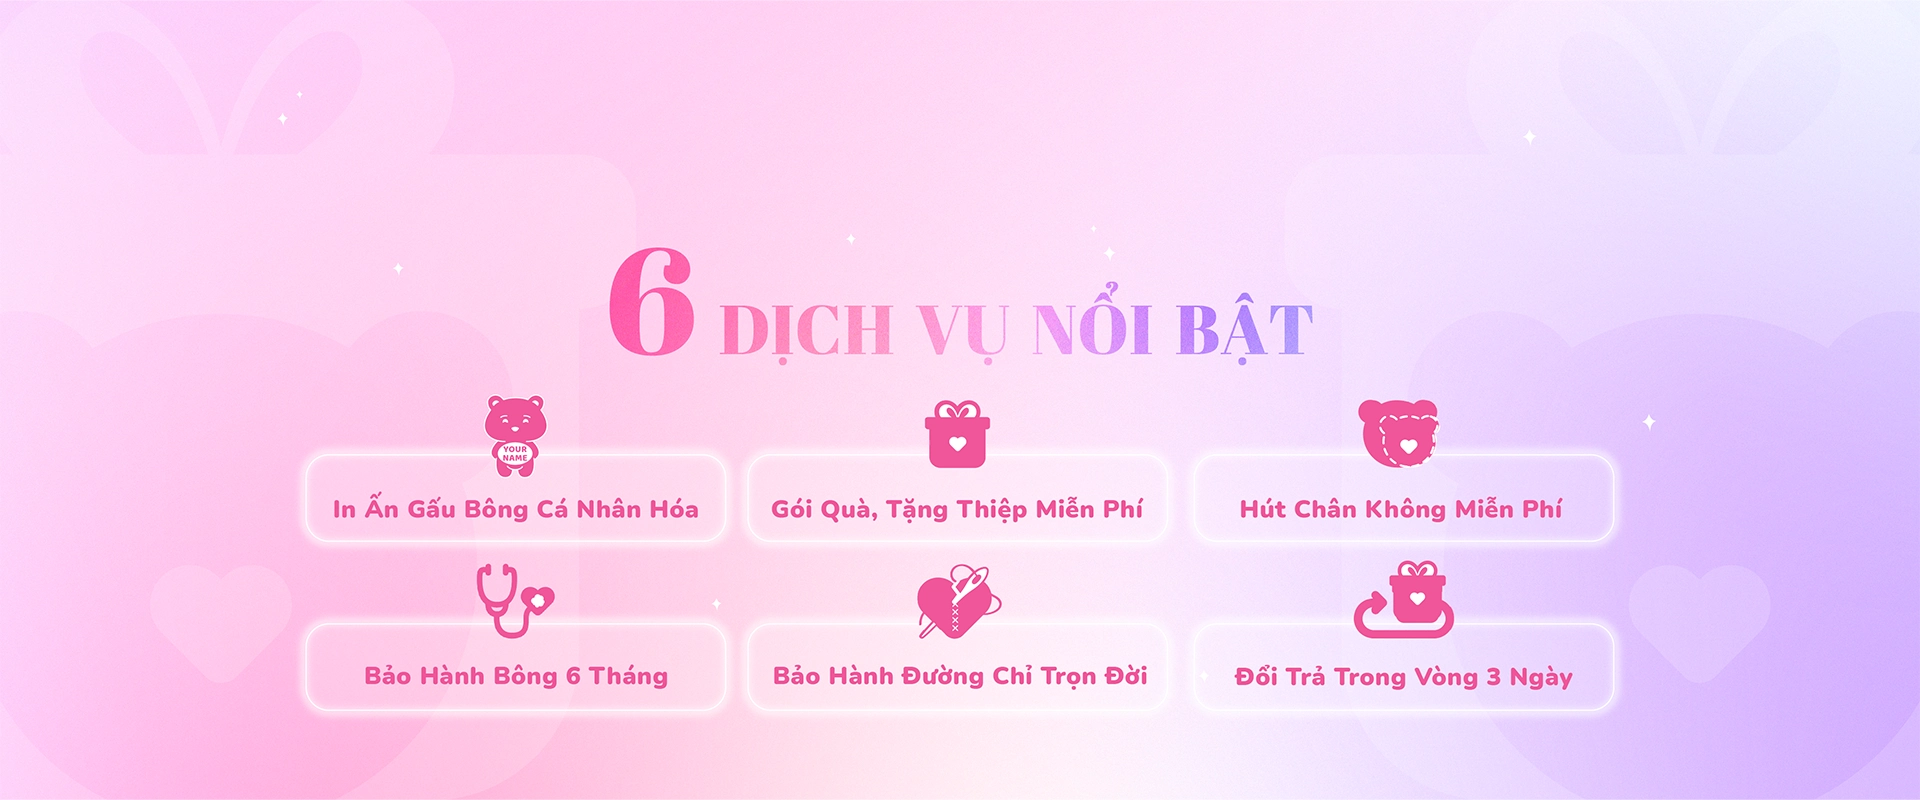 6 DỊCH VỤ NỔI BẬT
YOUR
NAME
In Ấn Gấu Bông Cá Nhân Hóa
Gói Quà, Tặng Thiệp Miễn Phí
Hút Chân Không Miễn Phí
Bảo Hành Bông 6 Tháng
Bảo Hành Đường Chỉ Trọn Đời
Đổi Trả Trong Vòng 3 Ngày